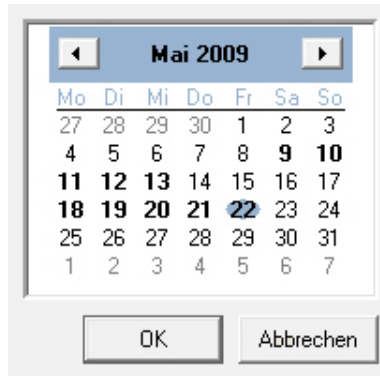 Mai 2009
Mo Di Mi Do Fr Sa So
27 28 29 30 1 2 3
4 5 6 7 8 9 10
11 12 13 14 15 16 17
18 19 20 21 22 23 24
25 26 27 28 29 30 31
1 2 3 4 5 6 7
OK Abbrechen